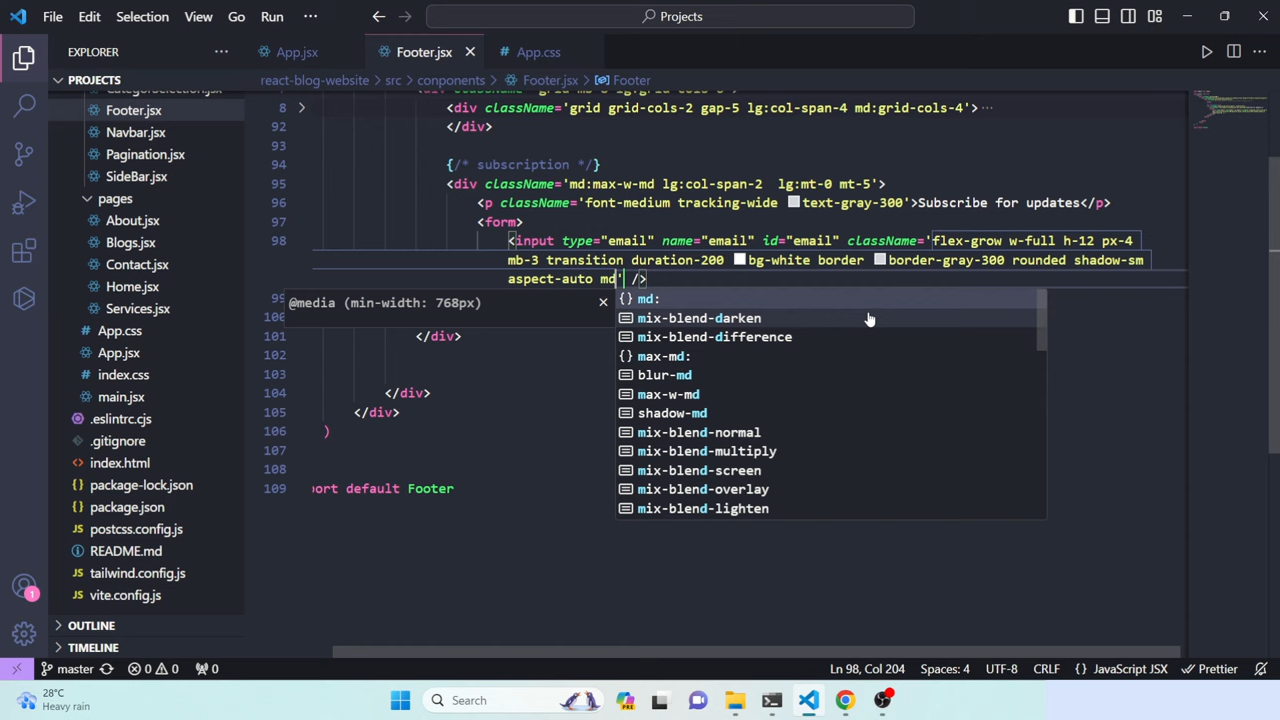 File Edit Selection View Go Run ··· Projects
EXPLORER ··· App.jsx Footer.jsx App.css
PROJECTS
react-blog-website > src > conponents > Footer.jsx > Footer
Footer.jsx
Navbar.jsx
Pagination.jsx
SideBar.jsx
pages
About.jsx
Blogs.jsx
Contact.jsx
Home.jsx
Services.jsx
App.css
App.jsx
index.css
main.jsx
.eslintrc.cjs
.gitignore
index.html
package-lock.json
package.json
postcss.config.js
README.md
tailwind.config.js
vite.config.js
OUTLINE
TIMELINE
8 <div className='grid grid-cols-2 gap-5 lg:col-span-4 md:grid-cols-4'>···
92 </div>
93
94 {/* subscription */}
95 <div className='md:max-w-md lg:col-span-2  lg:mt-0 mt-5'>
96 <p className='font-medium tracking-wide text-gray-300'>Subscribe for updates</p>
97 <form>
98 <input type="email" name="email" id="email" className='flex-grow w-full h-12 px-4
mb-3 transition duration-200 bg-white border border-gray-300 rounded shadow-sm
aspect-auto md' />
99
100
101 </div>
102
103
104 </div>
105 </div>
106 )
107
108
109 port default Footer
@media (min-width: 768px)
md:
mix-blend-darken
mix-blend-difference
max-md:
blur-md
max-w-md
shadow-md
mix-blend-normal
mix-blend-multiply
mix-blend-screen
mix-blend-overlay
mix-blend-lighten
1
master 0 0 0 Ln 98, Col 204 Spaces: 4 UTF-8 CRLF {} JavaScript JSX Prettier
28°C
Heavy rain
Search
PRE